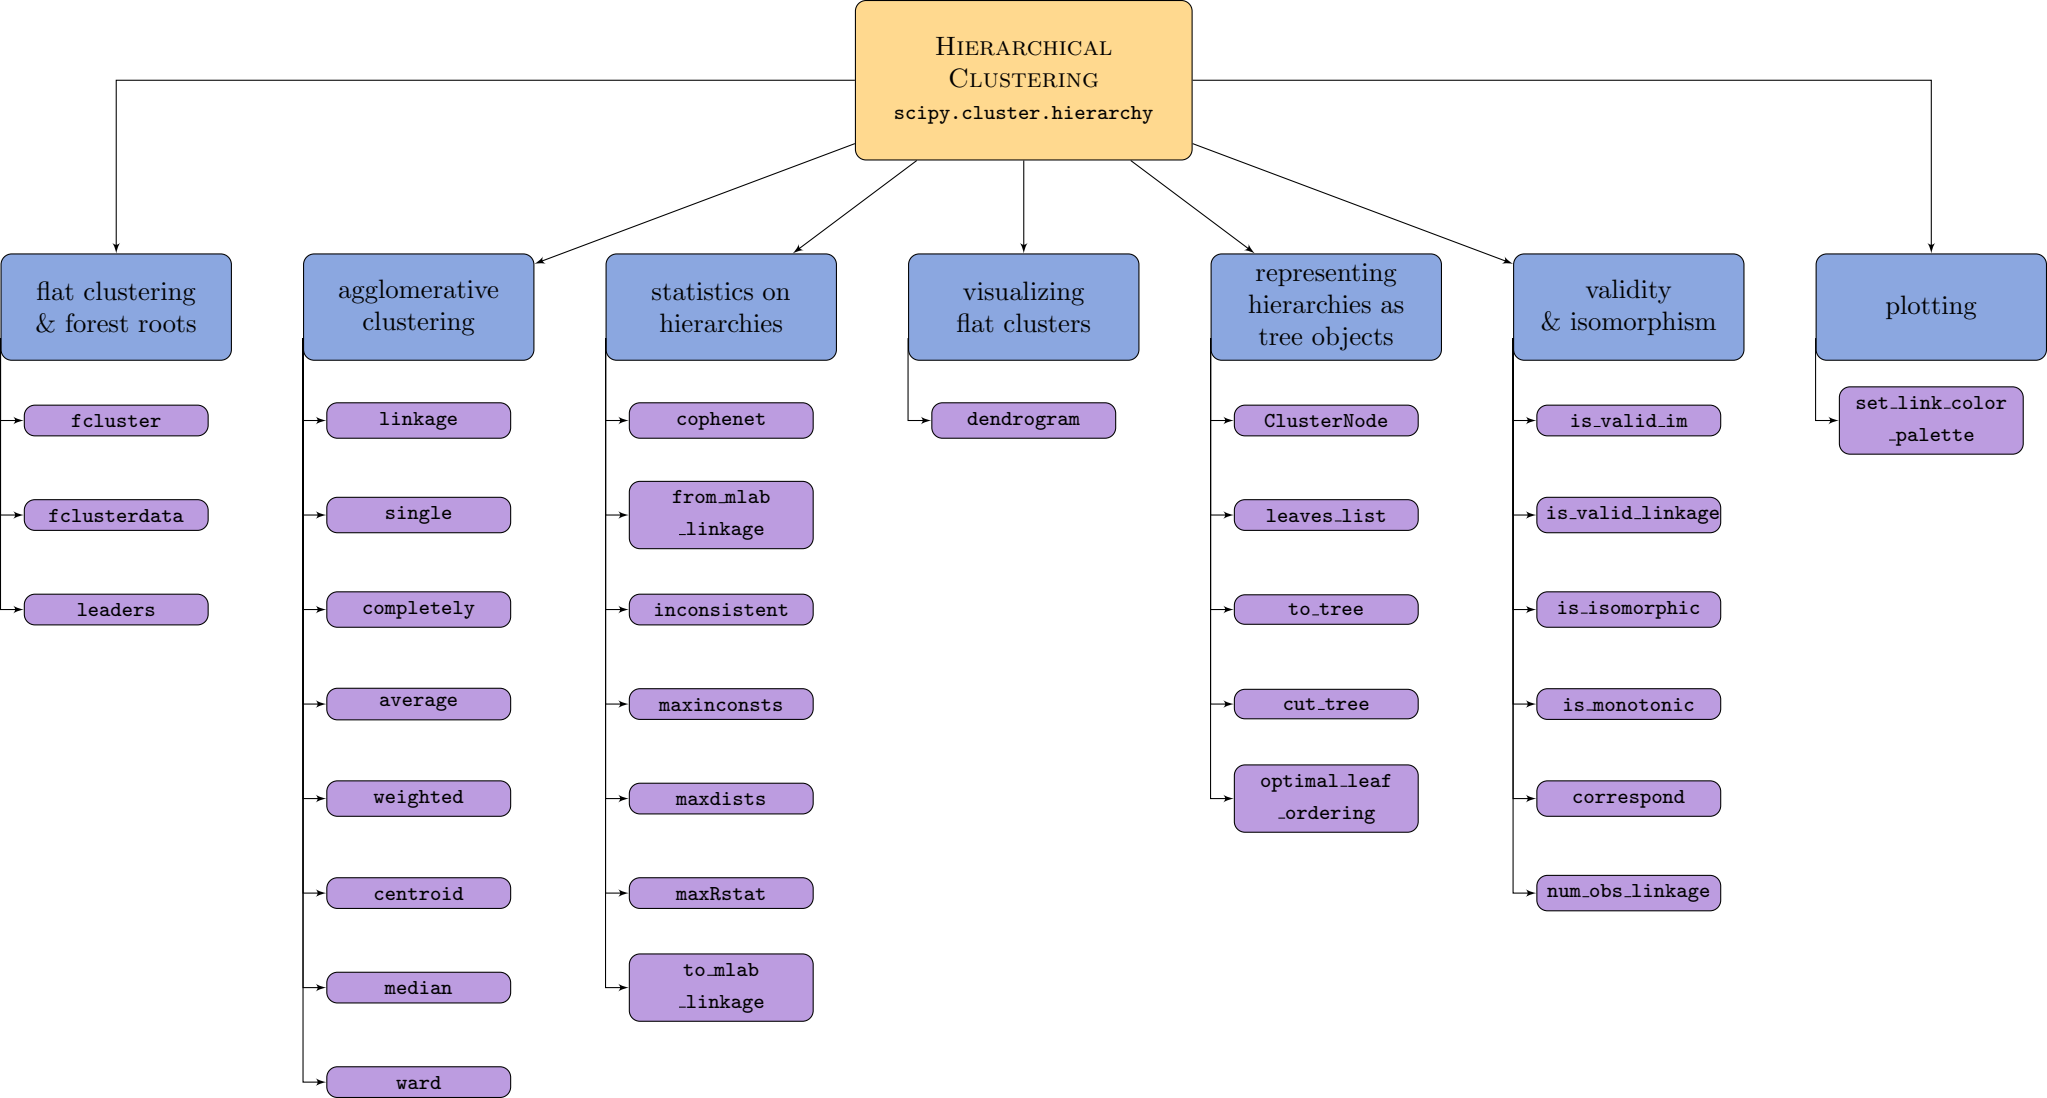 HIERARCHICAL
CLUSTERING
scipy.cluster.hierarchy
flat clustering
& forest roots
agglomerative
clustering
statistics on
hierarchies
visualizing
flat clusters
representing
hierarchies as
tree objects
validity
& isomorphism
plotting
fcluster
fclusterdata
leaders
linkage
single
completely
average
weighted
centroid
median
ward
cophenet
from_mlab
_linkage
inconsistent
maxinconsts
maxdists
maxRstat
to_mlab
_linkage
dendrogram
ClusterNode
leaves_list
to_tree
cut_tree
optimal_leaf
_ordering
is_valid_im
is_valid_linkage
is_isomorphic
is_monotonic
correspond
num_obs_linkage
set_link_color
_palette